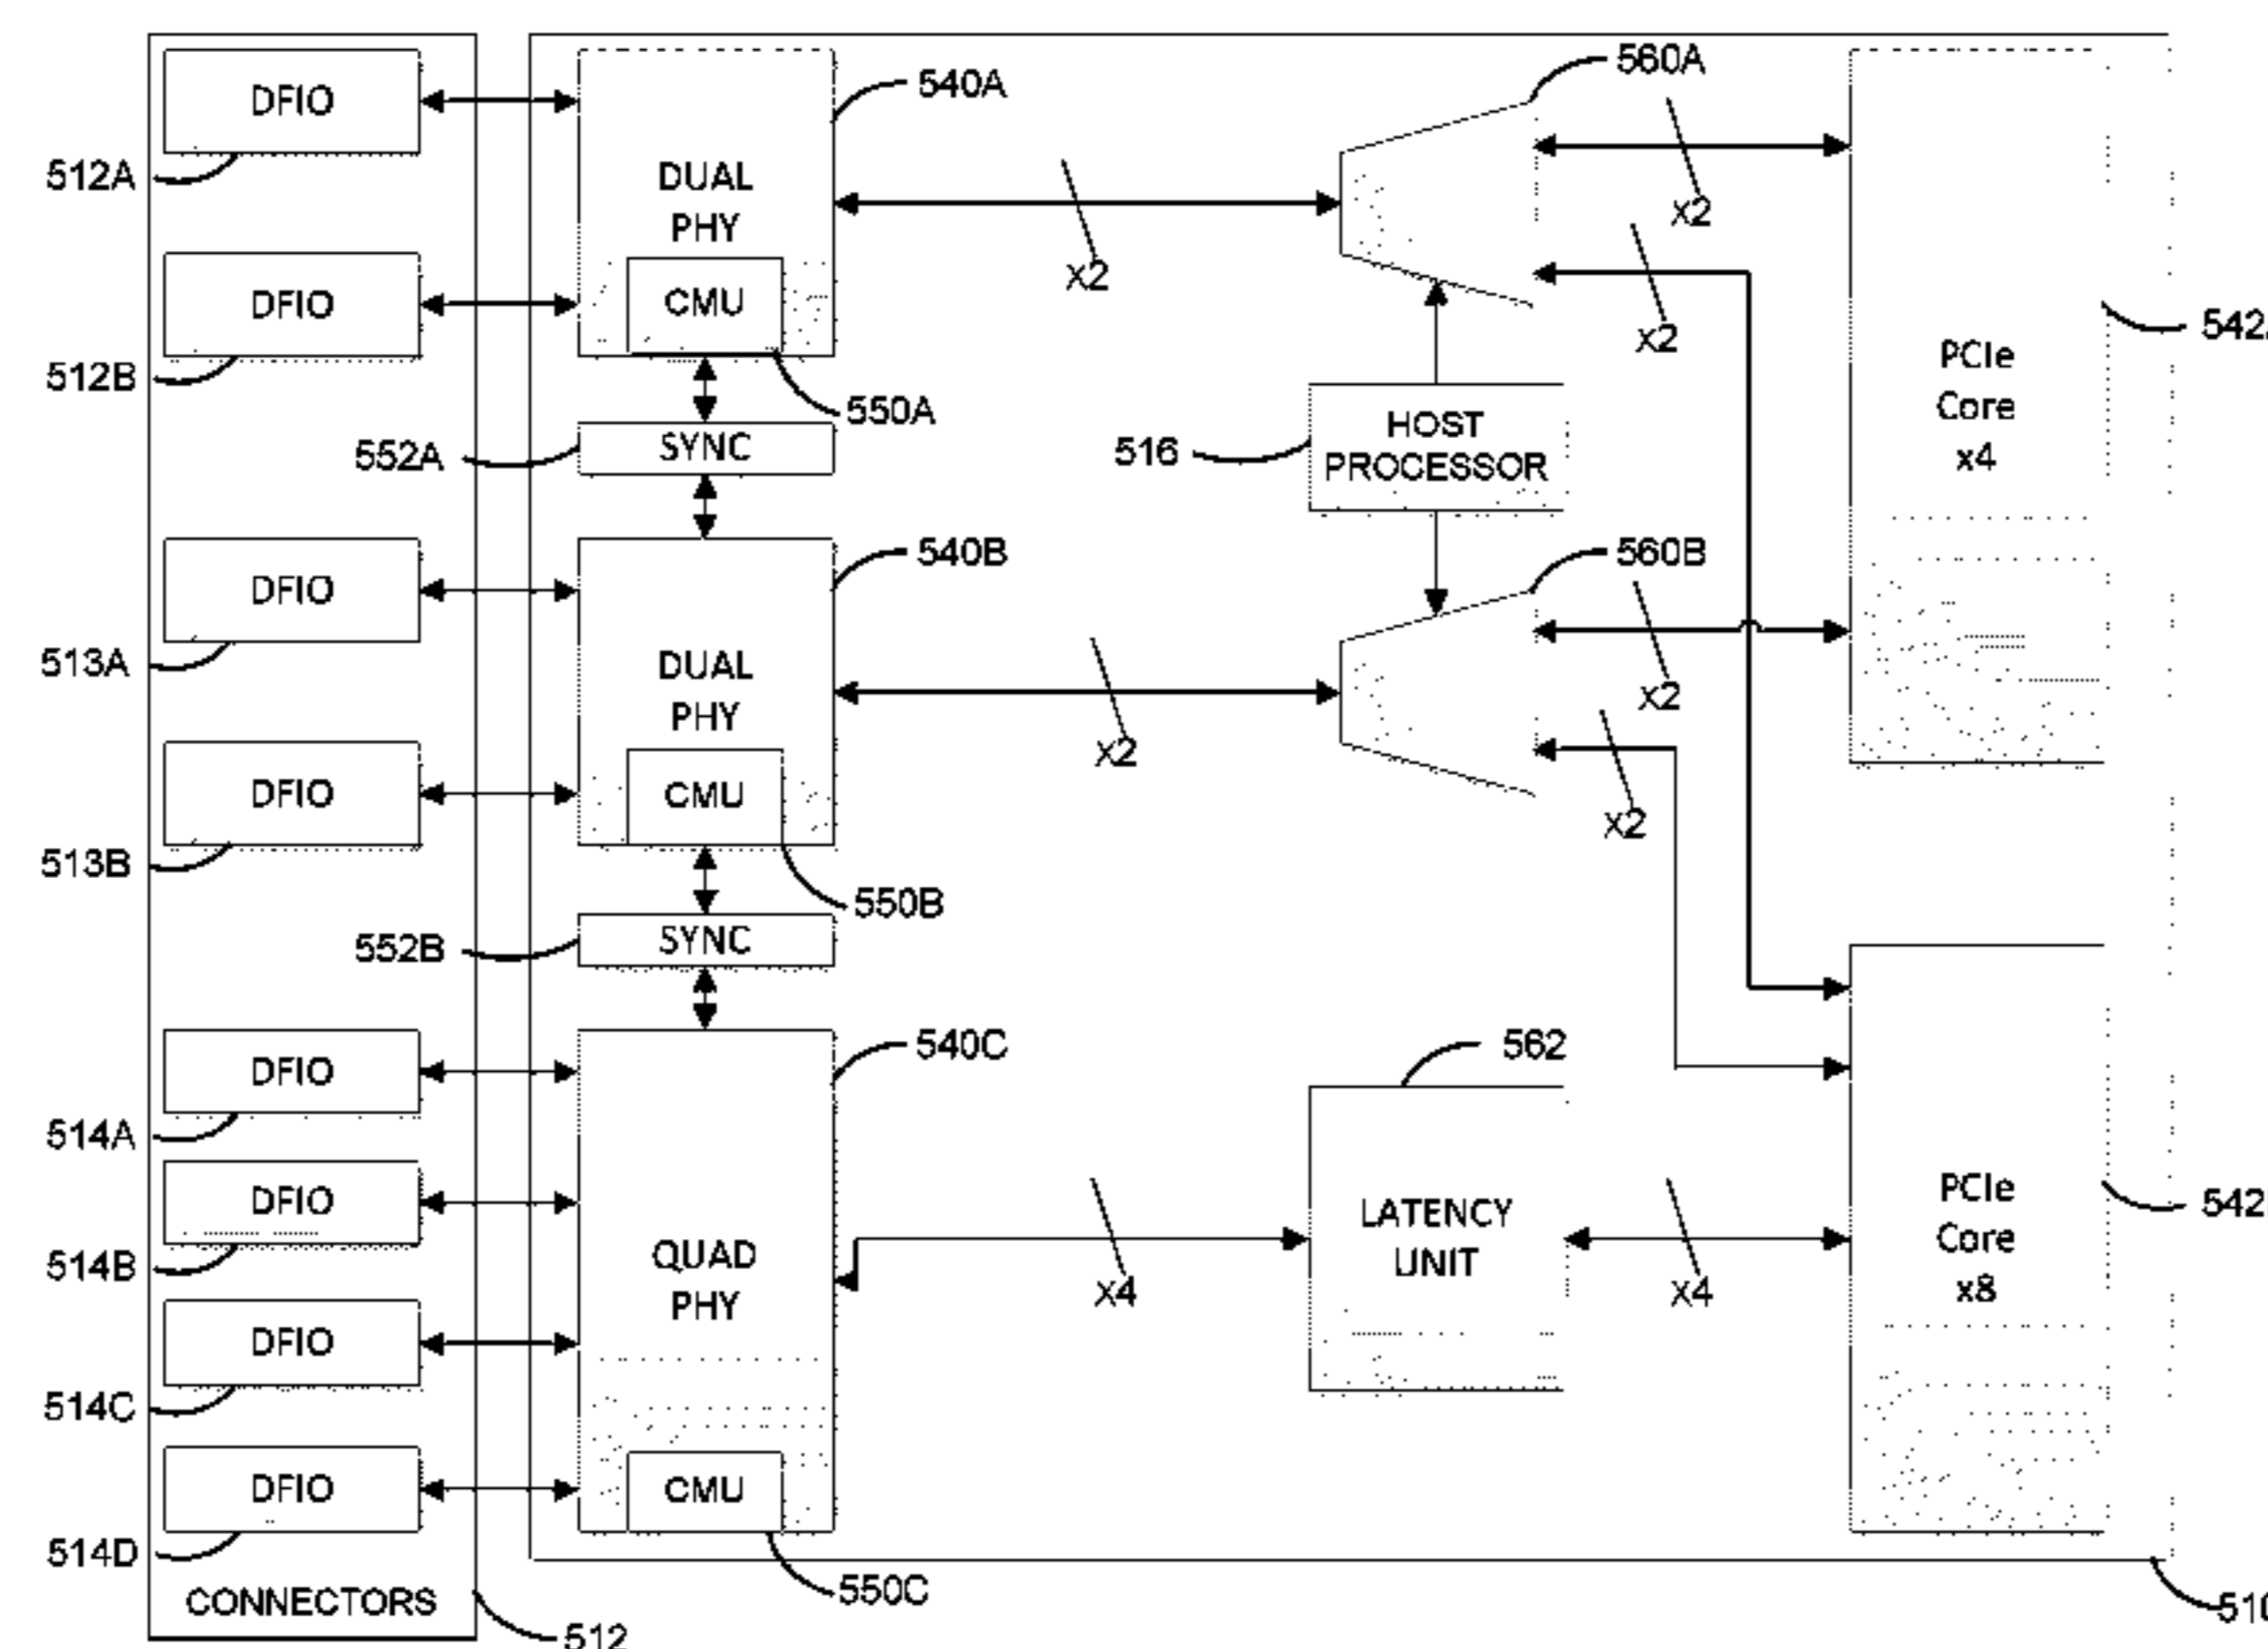 DFIO
512A
DFIO
512B
DFIO
513A
DFIO
513B
DFIO
514A
DFIO
514B
DFIO
514C
DFIO
514D
CONNECTORS
512
540A
DUAL
PHY
CMU
550A
552A
SYNC
540B
DUAL
PHY
CMU
550B
552B
SYNC
540C
QUAD
PHY
CMU
550C
x2
x2
x4
560A
x2
x2
516
HOST
PROCESSOR
560B
x2
x2
562
LATENCY
UNIT
x4
PCIe
Core
x4
542
PCIe
Core
x8
542
510